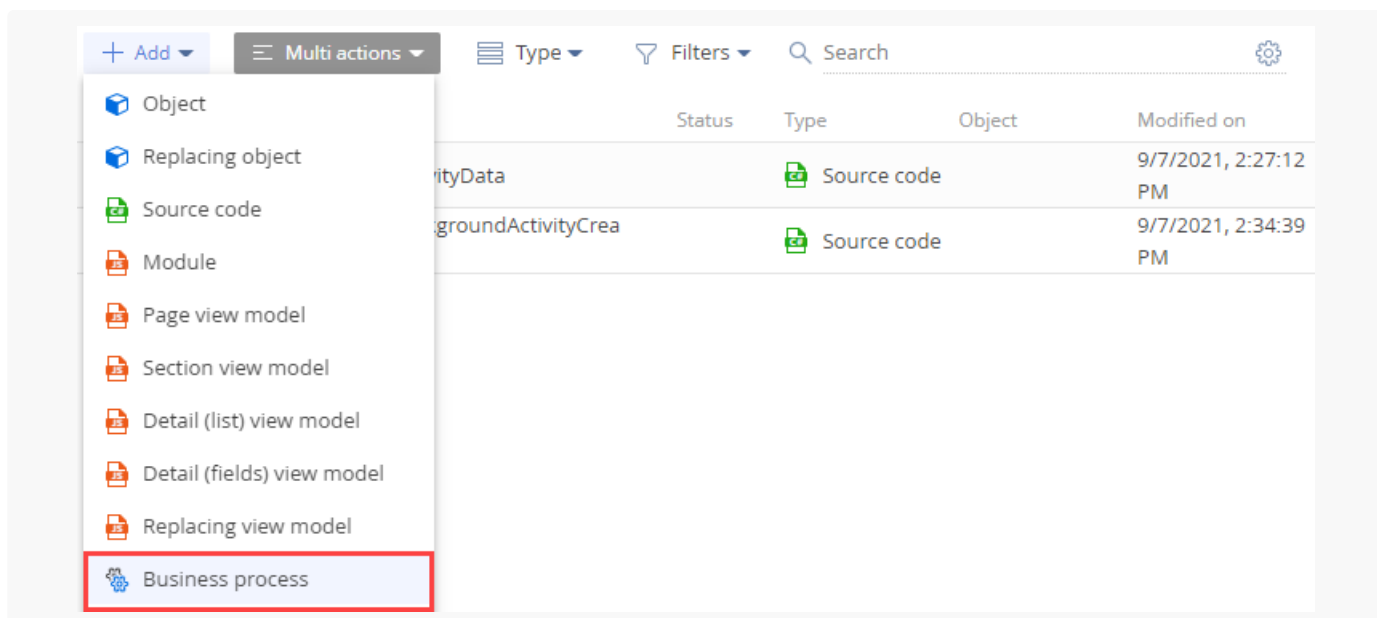 Add
Multi actions
Type
Filters
Search
Object
Replacing object
Source code
Module
Page view model
Section view model
Detail (list) view model
Detail (fields) view model
Replacing view model
Business process
Status Type Object Modified on
vityData Source code 9/7/2021, 2:27:12
PM
groundActivityCrea Source code 9/7/2021, 2:34:39
PM